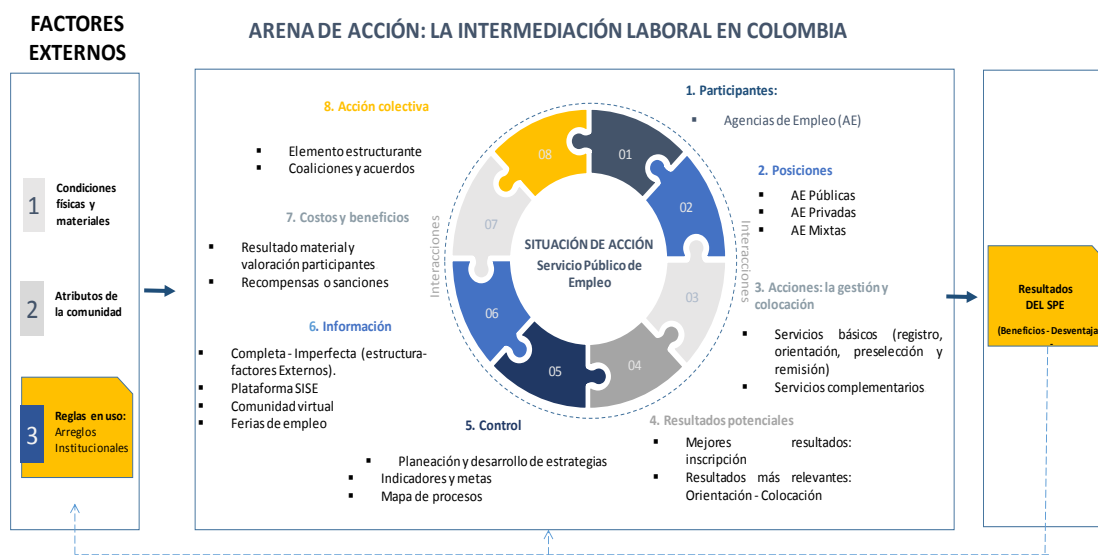 FACTORES
EXTERNOS
ARENA DE ACCIÓN: LA INTERMEDIACIÓN LABORAL EN COLOMBIA
1
Condiciones
físicas y
materiales
2
Atributos de
la comunidad
3
Reglas en uso:
Arreglos
Institucionales
8. Acción colectiva
▪ Elemento estructurante
▪ Coaliciones y acuerdos
7. Costos y beneficios
▪ Resultado material y
valoración participantes
▪ Recompensas o sanciones
6. Información
▪ Completa - Imperfecta (estructura-
factores Externos).
▪ Plataforma SISE
▪ Comunidad virtual
▪ Ferias de empleo
5. Control
▪ Planeación y desarrollo de estrategias
▪ Indicadores y metas
▪ Mapa de procesos
Interacciones
08
01
07
02
06
03
05
04
SITUACIÓN DE ACCIÓN
Servicio Público de
Empleo
Interacciones
1. Participantes:
▪ Agencias de Empleo (AE)
2. Posiciones
▪ AE Públicas
▪ AE Privadas
▪ AE Mixtas
3. Acciones: la gestión y
colocación
▪ Servicios básicos (registro,
orientación, preselección y
remisión)
▪ Servicios complementarios
4. Resultados potenciales
▪ Mejores resultados:
inscripción
▪ Resultados más relevantes:
Orientación - Colocación
Resultados
DEL SPE
(Beneficios - Desventaja